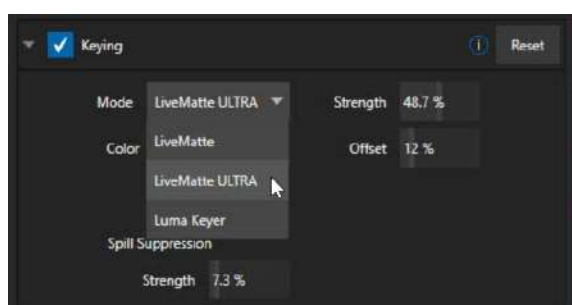 Keying
Reset
Mode LiveMatte ULTRA Strength 48.7 %
Color LiveMatte Offset 12 %
LiveMatte ULTRA
Luma Keyer
Spill Suppression
Strength 7.3 %